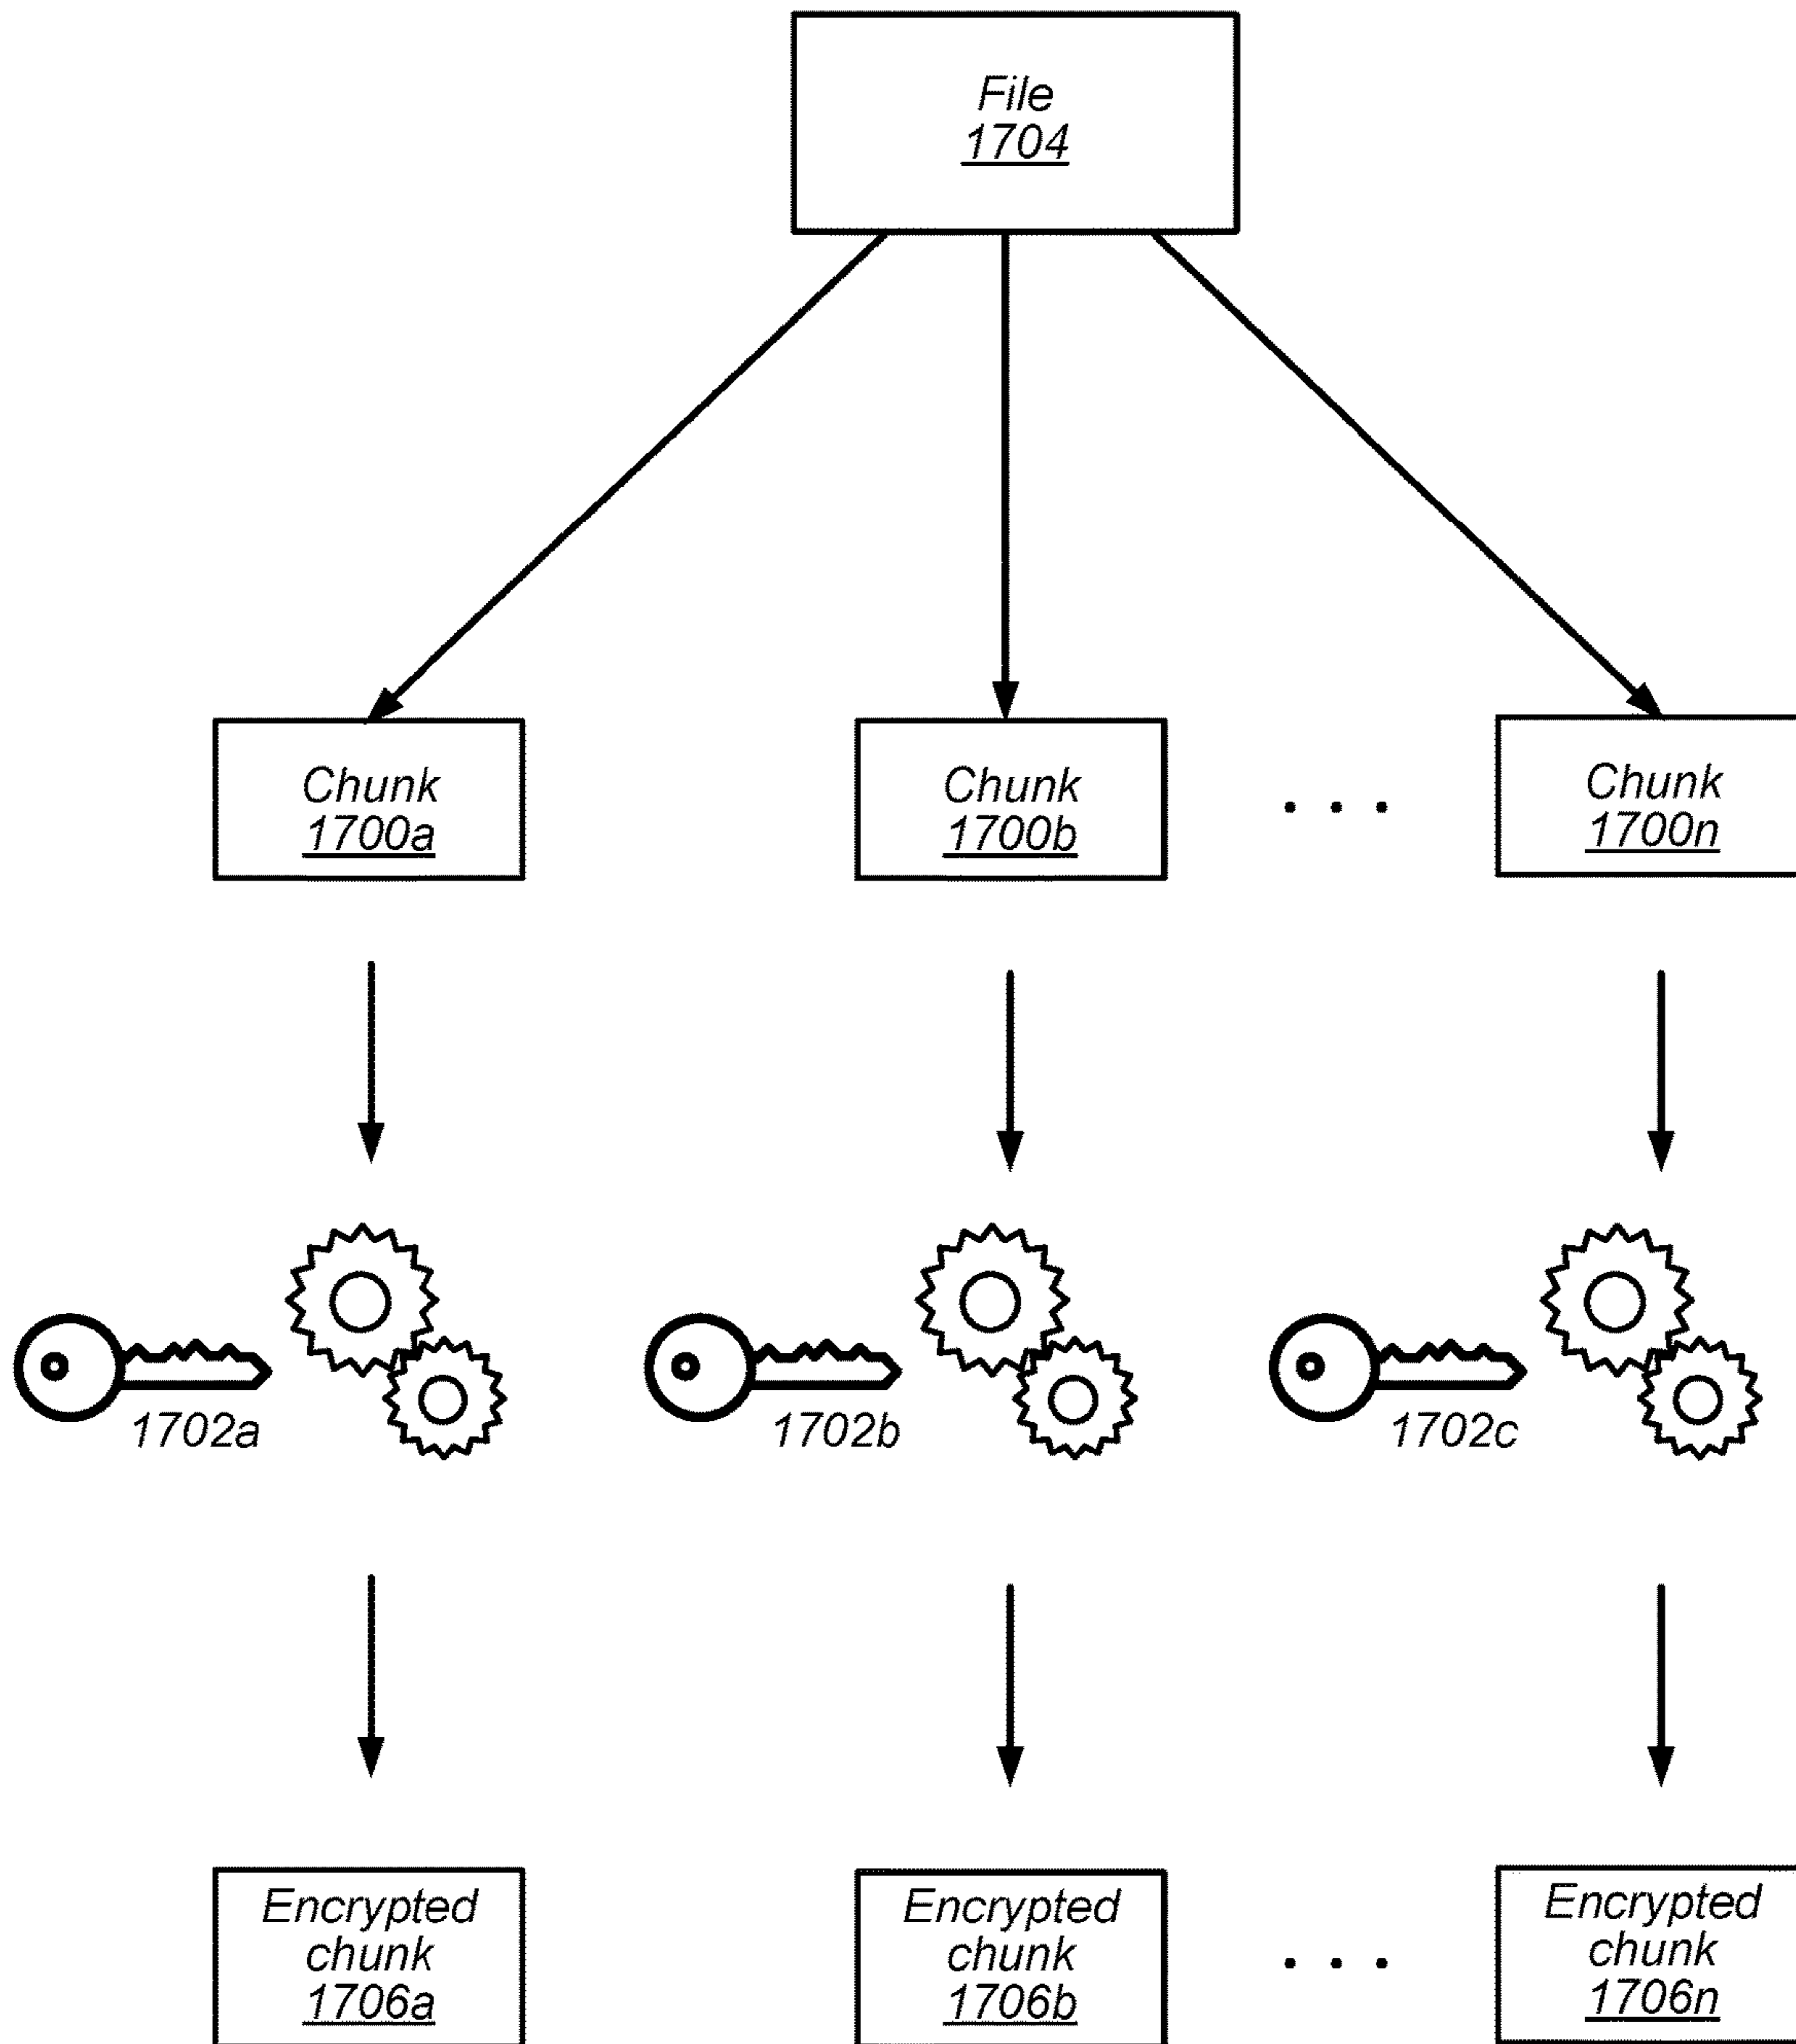 File
1704
Chunk
1700a
Chunk
1700b
. . .
Chunk
1700n
1702a
1702b
1702c
Encrypted
chunk
1706a
Encrypted
chunk
1706b
. . .
Encrypted
chunk
1706n